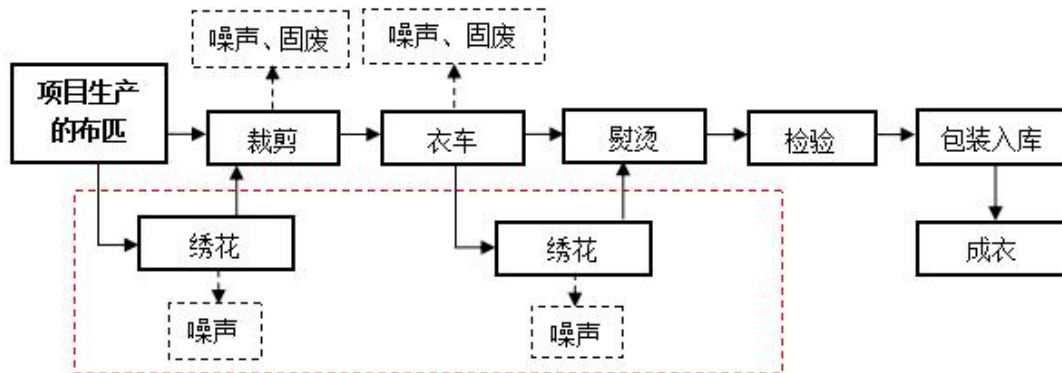 噪声、固废
噪声、固废
项目生产
的布匹
裁剪
衣车
熨烫
检验
包装入库
绣花
绣花
成衣
噪声
噪声